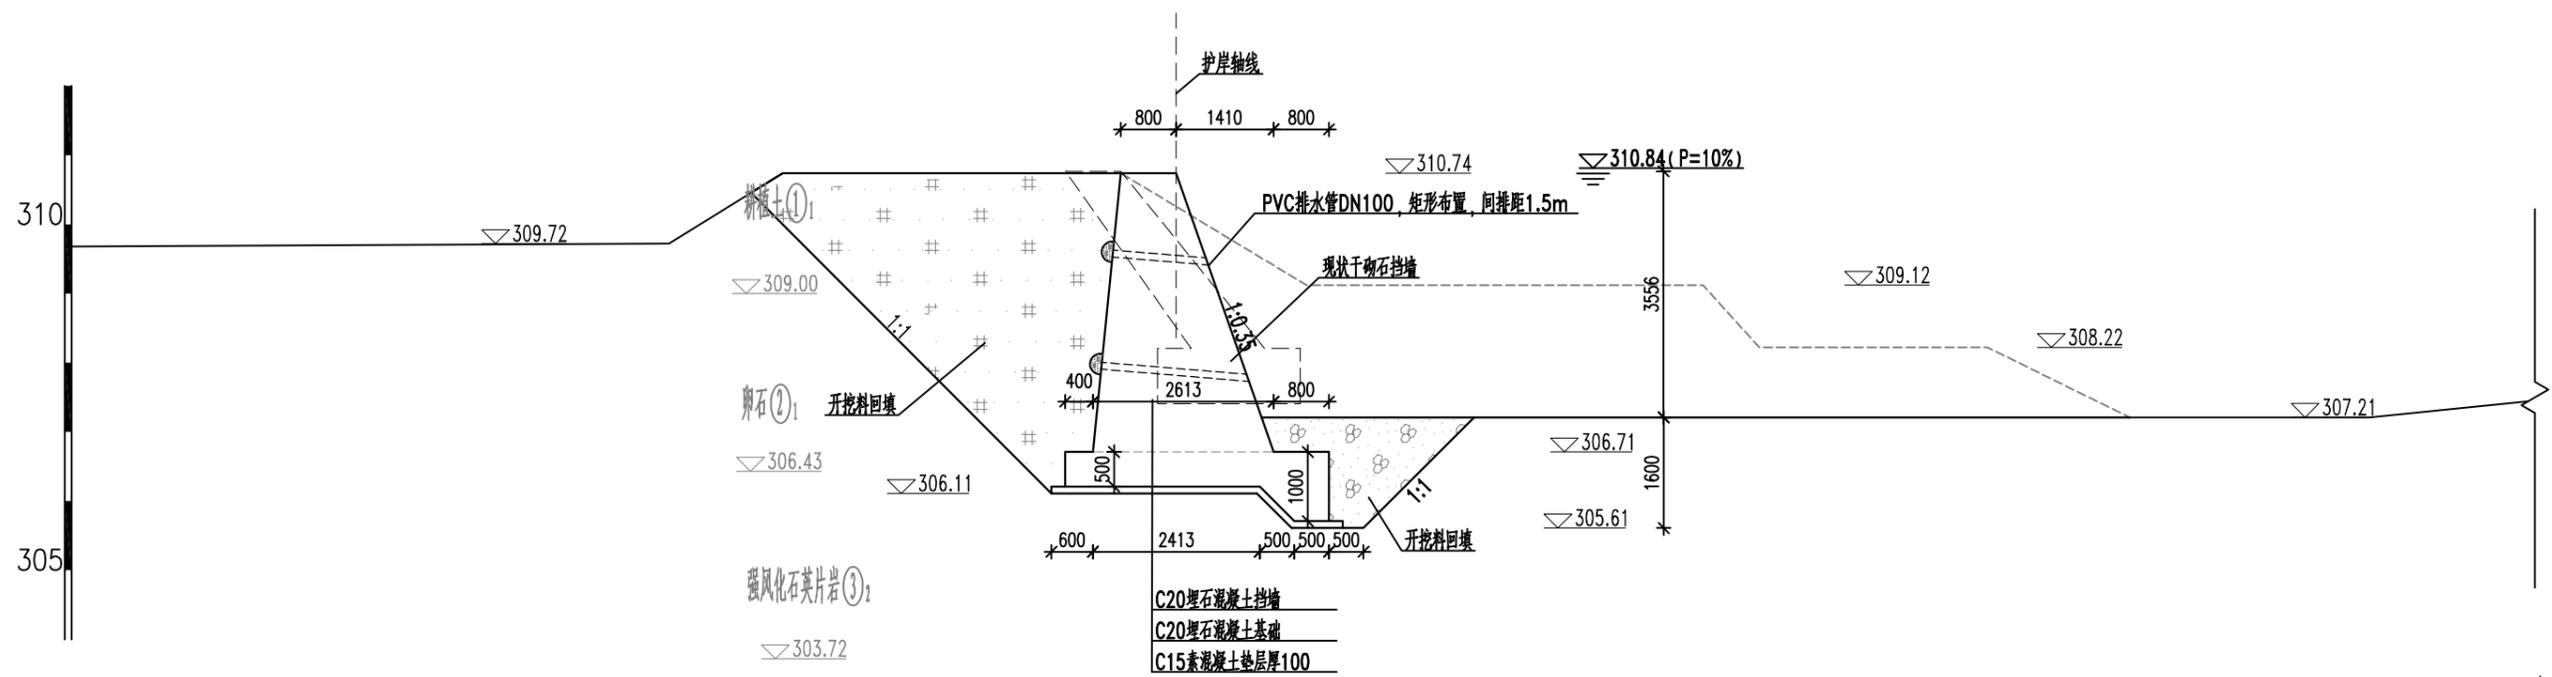 护岸轴线
800 1410 800
310.74
310.84(P=10%)
耕植土①1
PVC排水管DN100，矩形布置，间排距1.5m
310
309.72
现状干砌石挡墙
309.12
309.00
3556
1:1
1:0.35
308.22
400 2613 800
卵石②1
开挖料回填
307.21
306.71
306.43
306.11
500
1000
1600
1:1
305.61
600 2413 500 500 500
开挖料回填
305
强风化石英片岩③2
C20埋石混凝土挡墙
C20埋石混凝土基础
303.72
C15素混凝土垫层厚100